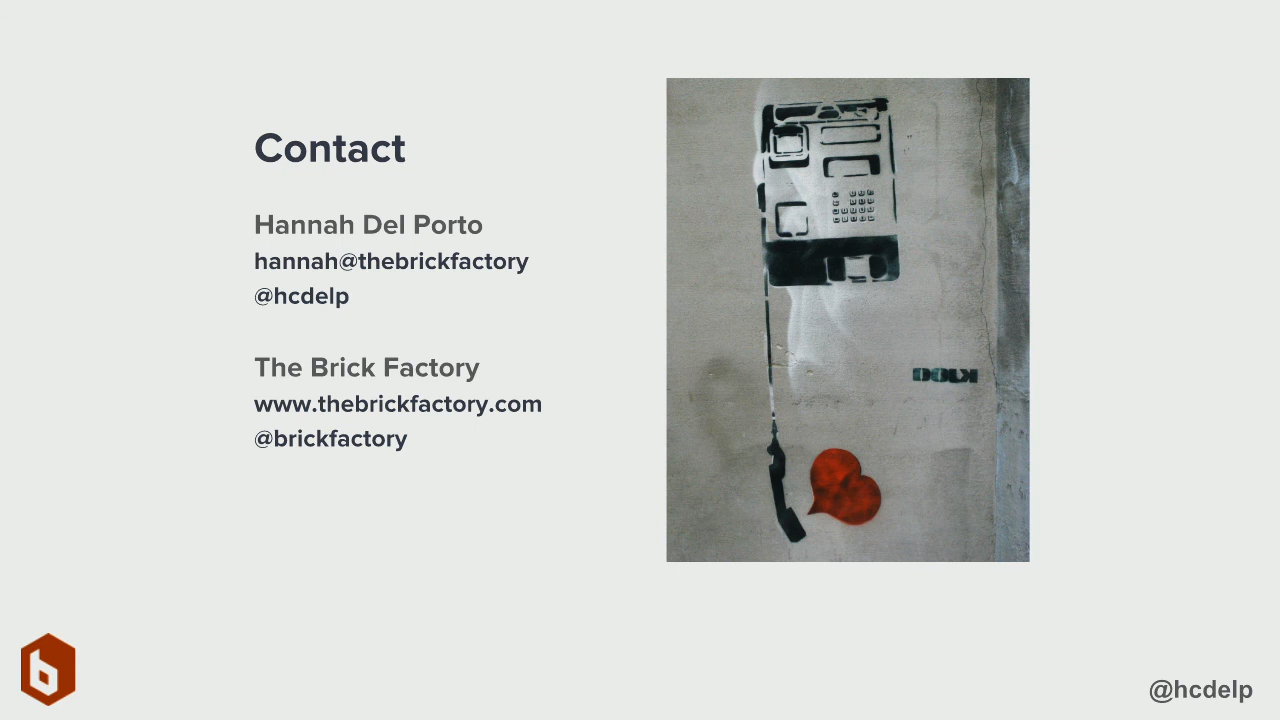 Contact
Hannah Del Porto
hannah@thebrickfactory
@hcdelp
The Brick Factory
www.thebrickfactory.com
@brickfactory
@hcdelp